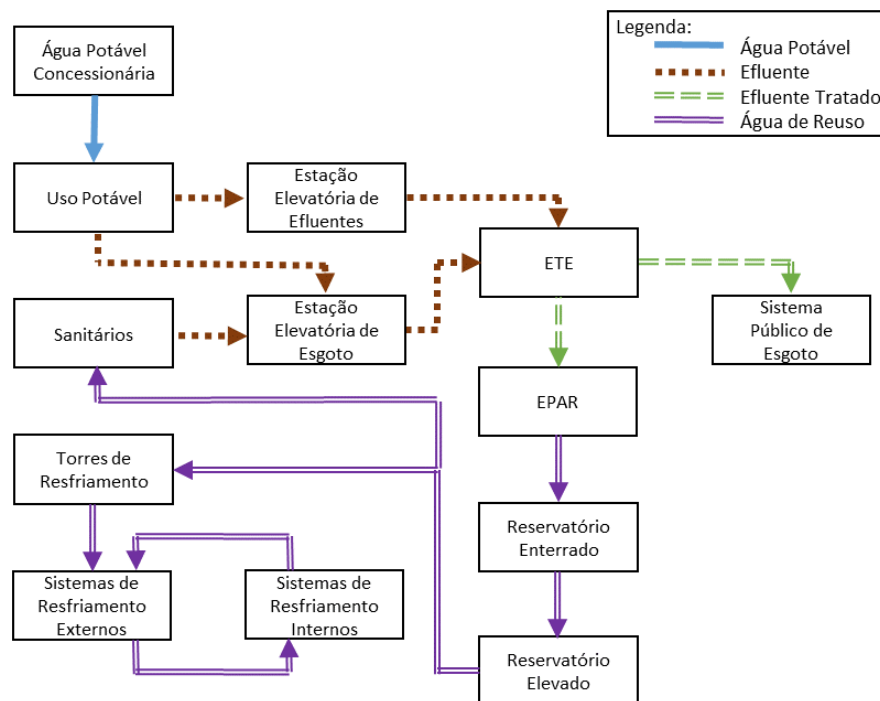 Água Potável
Concessionária
Legenda:
Água Potável
Efluente
Efluente Tratado
Água de Reuso
Uso Potável
Estação
Elevatória de
Efluentes
ETE
Sanitários
Estação
Elevatória de
Esgoto
Sistema
Público de
Esgoto
EPAR
Torres de
Resfriamento
Reservatório
Enterrado
Sistemas de
Resfriamento
Externos
Sistemas de
Resfriamento
Internos
Reservatório
Elevado